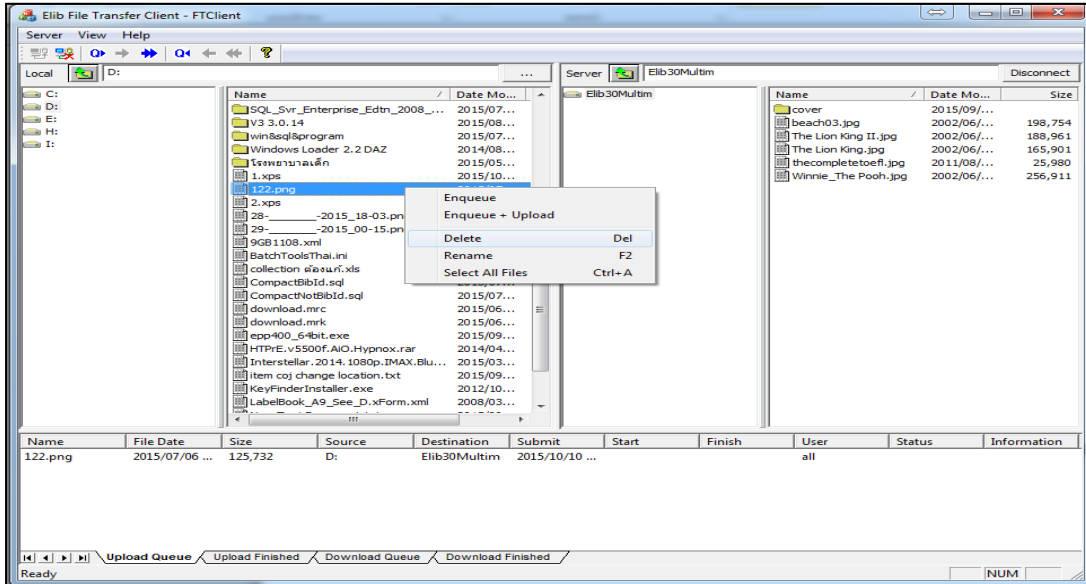 Elib File Transfer Client - FTClient
Server View Help
Local D: ... Server Elib30Multim Disconnect
C:
D:
E:
H:
I:
Name Date Mo...
SQL_Svr_Enterprise_Edtn_2008_... 2015/07...
V3 3.0.14 2015/08...
win&sql&program 2015/07...
Windows Loader 2.2 DAZ 2014/08...
โรงพยาบาลเด็ก 2015/05...
1.xps 2015/10...
122.png
2.xps
28-_______-2015_18-03.pn
29-_______-2015_00-15.pn
9GB1108.xml
BatchToolsThai.ini
collection ต้องแก้.xls
CompactBibId.sql
CompactNotBibId.sql 2015/07...
download.mrc 2015/06...
download.mrk 2015/06...
epp400_64bit.exe 2015/09...
HTPrE.v5500f.AiO.Hypnox.rar 2014/04...
Interstellar.2014.1080p.IMAX.Blu... 2015/03...
item coj change location.txt 2015/09...
KeyFinderInstaller.exe 2012/10...
LabelBook_A9_See_D.xForm.xml 2008/03...
Enqueue
Enqueue + Upload
Delete Del
Rename F2
Select All Files Ctrl+A
Elib30Multim
Name Date Mo... Size
cover 2015/09/...
beach03.jpg 2002/06/... 198,754
The Lion King II.jpg 2002/06/... 188,961
The Lion King.jpg 2002/06/... 165,901
thecompletetoefl.jpg 2011/08/... 25,980
Winnie_The Pooh.jpg 2002/06/... 256,911
Name File Date Size Source Destination Submit Start Finish User Status Information
122.png 2015/07/06 ... 125,732 D: Elib30Multim 2015/10/10 ... all
Upload Queue Upload Finished Download Queue Download Finished
Ready NUM